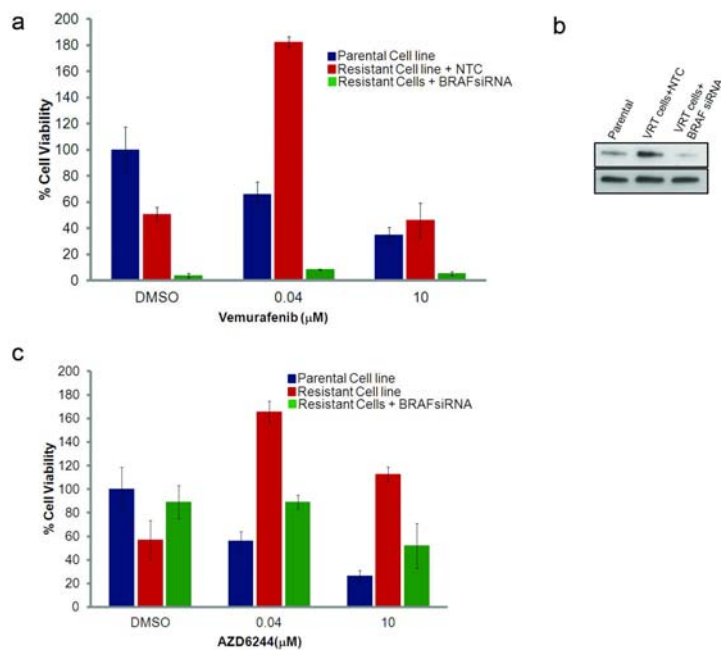 a
% Cell Viability
200
180
160
140
120
100
80
60
40
20
0
Parental Cell line
Resistant Cell line + NTC
Resistant Cells + BRAFsiRNA
DMSO 0.04 10
Vemurafenib (µM)
b
Parental
VRT cells+NTC
VRT cells+
BRAF siRNA
c
% Cell Viability
200
180
160
140
120
100
80
60
40
20
0
Parental Cell line
Resistant Cell line
Resistant Cells + BRAFsiRNA
DMSO 0.04 10
AZD6244(µM)